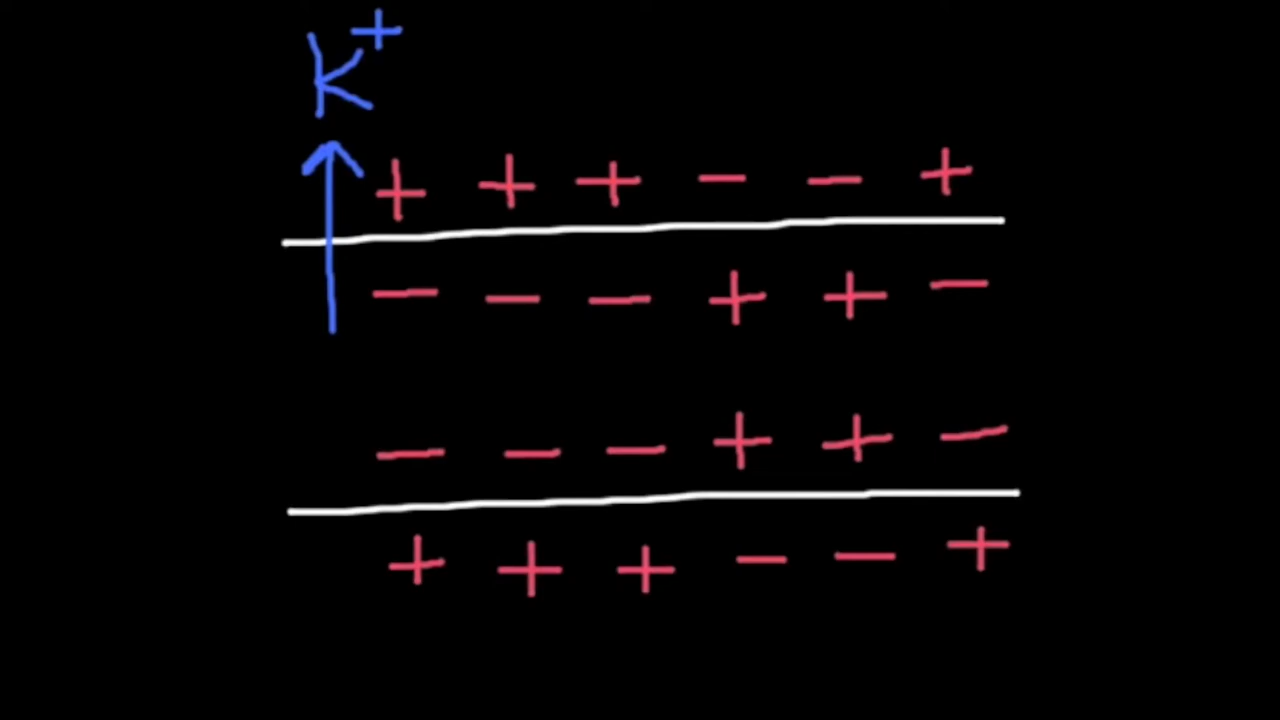 K⁺
+ + + − − +
− − − + + −
− − − + + −
+ + + − − +